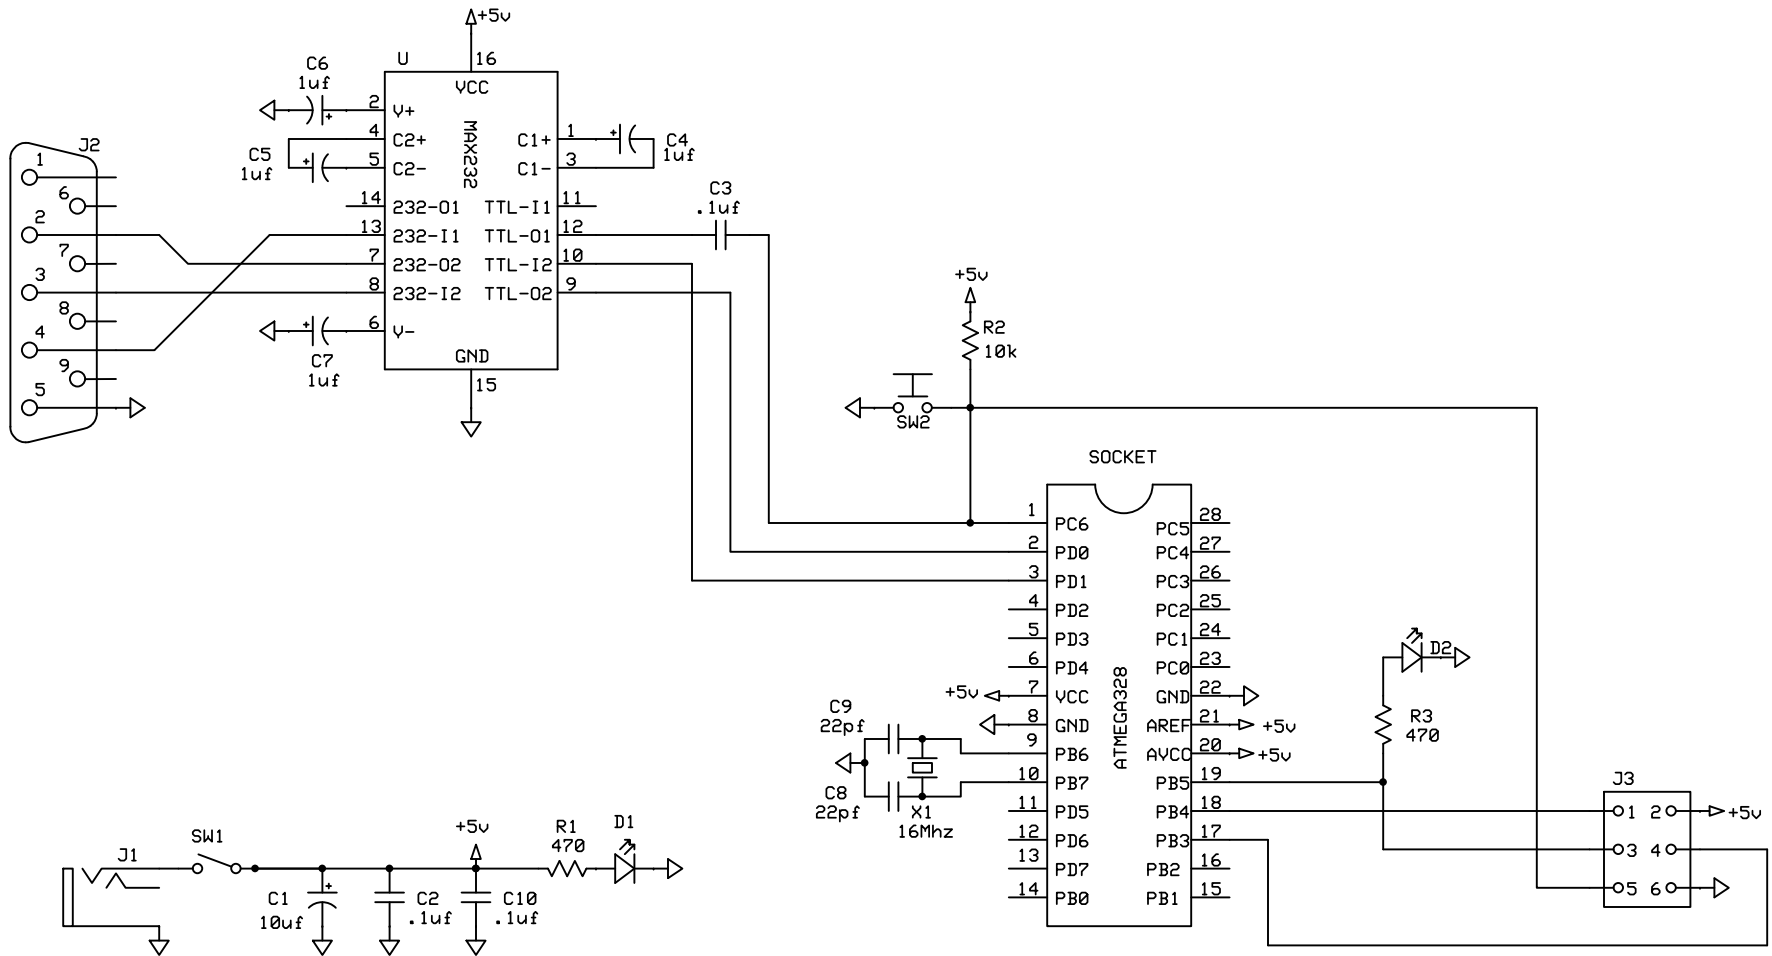 +5v
U
16
VCC
C6
1uf
2
V+
+
4
C2+
C5
1uf
+
5
C2-
MAX232
C1+
1
+
C4
1uf
C1-
3
14
232-O1
TTL-I1
11
13
232-I1
TTL-O1
12
7
232-O2
TTL-I2
10
8
232-I2
TTL-O2
9
C3
.1uf
6
V-
+
C7
1uf
GND
15
J2
1
6
2
7
3
8
4
9
5
+5v
R2
10k
SW2
SOCKET
ATMEGA328
1
PC6
2
PD0
3
PD1
4
PD2
5
PD3
6
PD4
+5v
7
VCC
8
GND
9
PB6
10
PB7
11
PD5
12
PD6
13
PD7
14
PB0
PC5
28
PC4
27
PC3
26
PC2
25
PC1
24
PC0
23
GND
22
AREF
21
+5v
AVCC
20
+5v
PB5
19
PB4
18
PB3
17
PB2
16
PB1
15
C9
22pf
C8
22pf
X1
16Mhz
D2
R3
470
J3
1
2
+5v
3
4
5
6
J1
SW1
+
C1
10uf
C2
.1uf
+5v
C10
.1uf
R1
470
D1